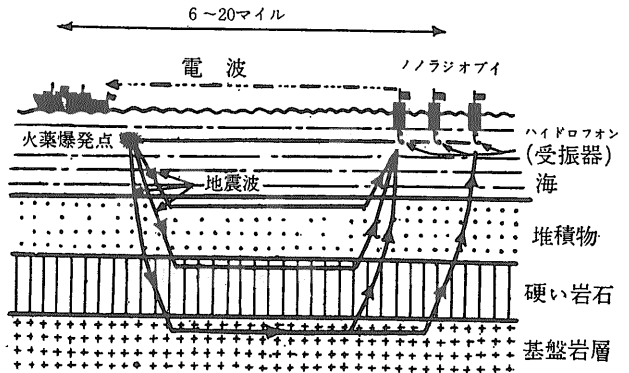 6~20マイル
電波
ノノラジオブイ
火薬爆発点
ハイドロフォン
(受振器)
地震波
海
堆積物
硬い岩石
基盤岩層